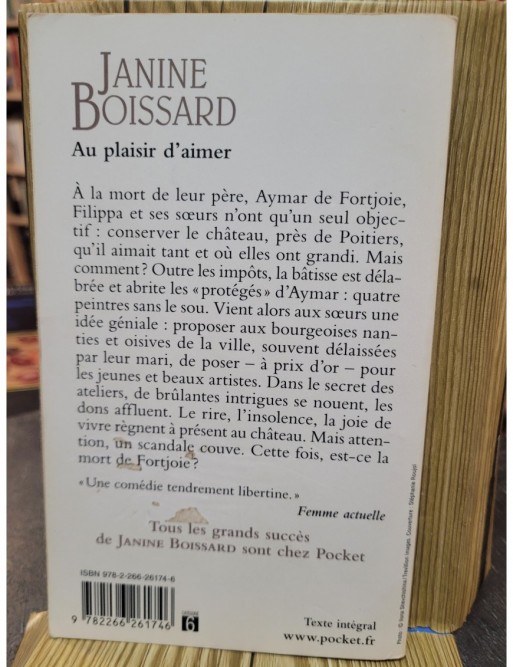 JANINE
BOISSARD
Au plaisir d'aimer
À la mort de leur père, Aymar de Fortjoie,
Filippa et ses sœurs n'ont qu'un seul objec-
tif : conserver le château, près de Poitiers,
qu'il aimait tant et où elles ont grandi. Mais
comment? Outre les impôts, la bâtisse est déla-
brée et abrite les « protégés » d'Aymar : quatre
peintres sans le sou. Vient alors aux sœurs une
idée géniale : proposer aux bourgeoises nan-
ties et oisives de la ville, souvent délaissées
par leur mari, de poser – à prix d'or – pour
les jeunes et beaux artistes. Dans le secret des
ateliers, de brûlantes intrigues se nouent, les
dons affluent. Le rire, l'insolence, la joie de
vivre règnent à présent au château. Mais atten-
tion, un scandale couve. Cette fois, est-ce la
mort de Fortjoie?
« Une comédie tendrement libertine. »
Femme actuelle
Tous les grands succès
de JANINE BOISSARD sont chez Pocket
ISBN 978-2-266-26174-6
9 782266 261746
6
Texte intégral
www.pocket.fr